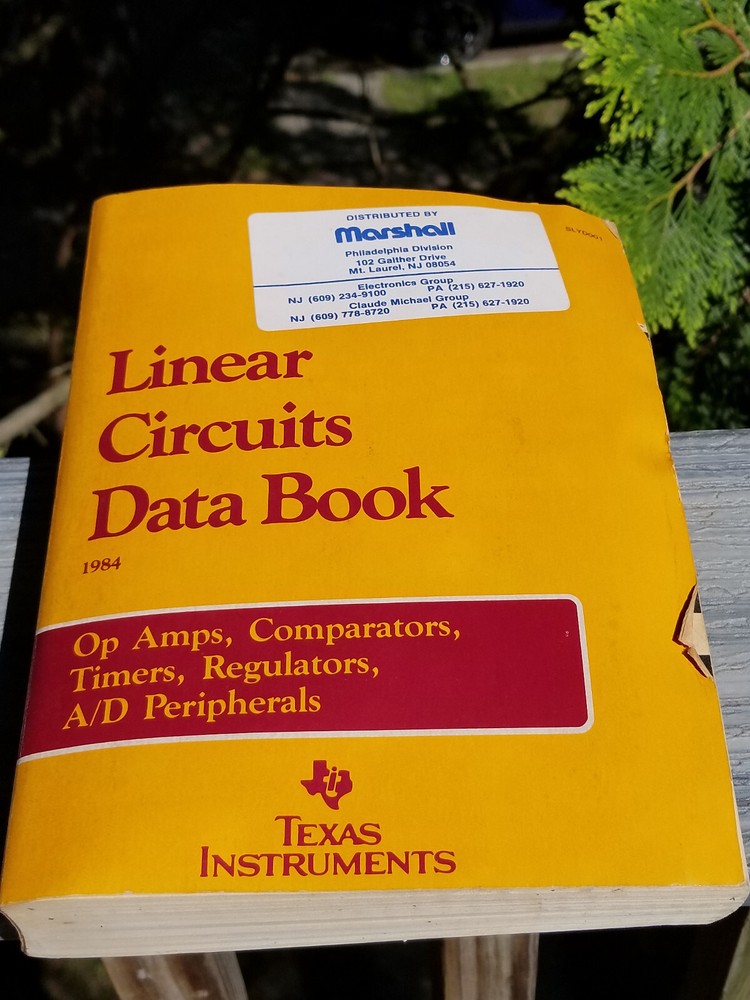 DISTRIBUTED BY
Marshall
Philadelphia Division
102 Gaither Drive
Mt. Laurel, NJ 08054
Electronics Group
NJ (609) 234-9100 PA (215) 627-1920
Claude Michael Group
NJ (609) 778-8720 PA (215) 627-1920
SLYD001
Linear
Circuits
Data Book
1984
Op Amps, Comparators,
Timers, Regulators,
A/D Peripherals
TEXAS
INSTRUMENTS